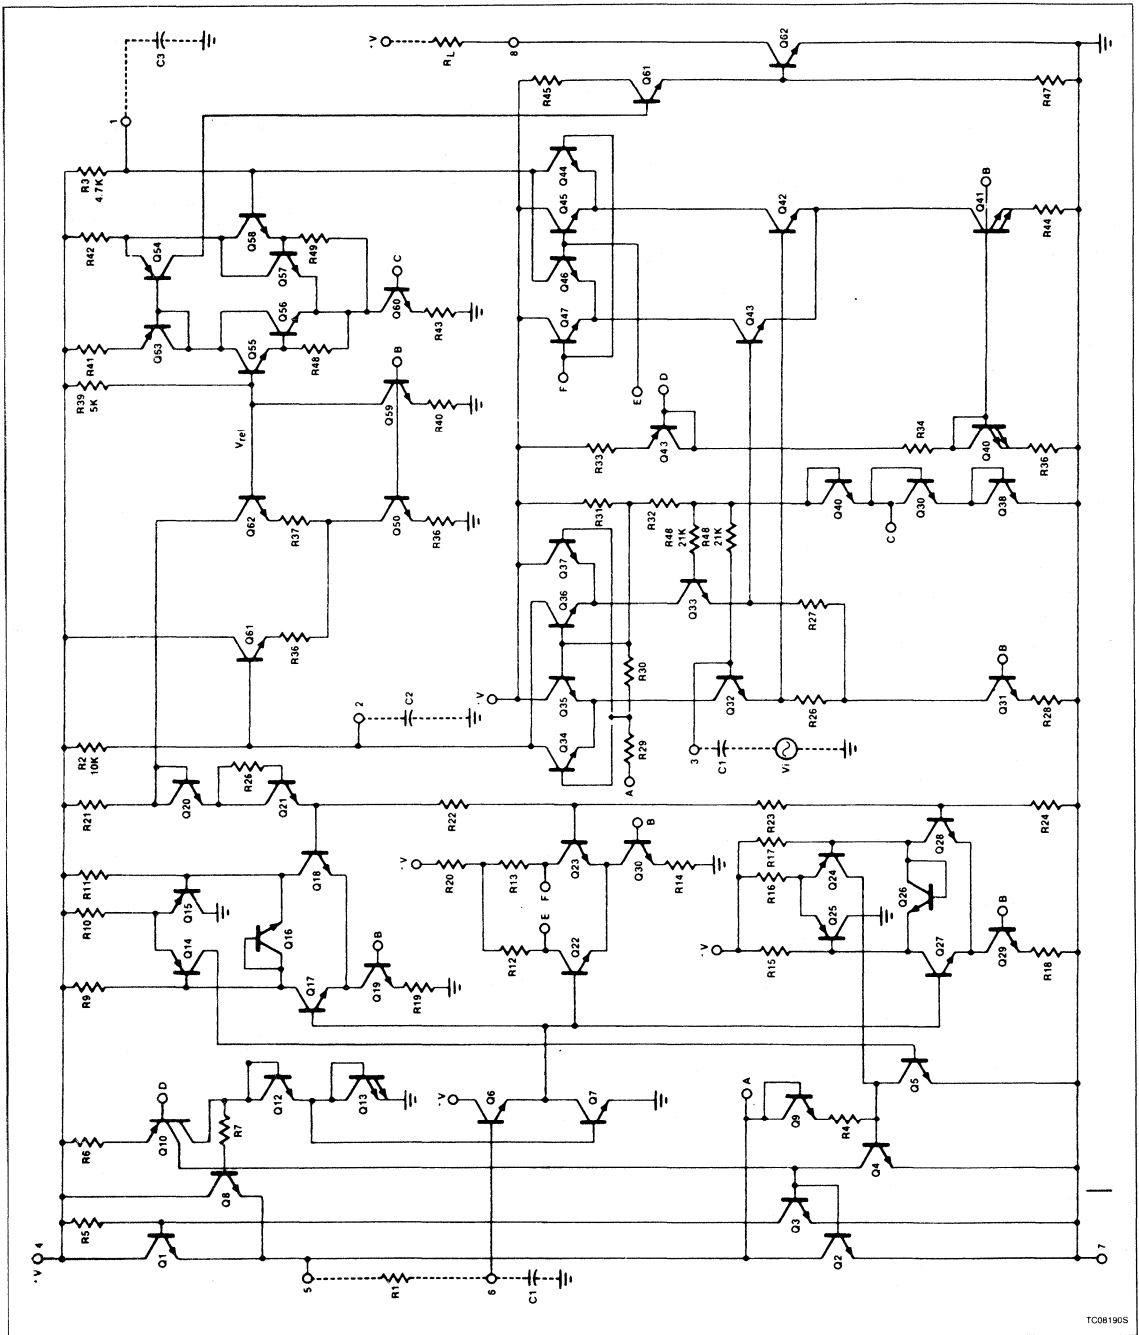 C3
·V
R
L
8
Q62
1
R45
Q61
R47
R3
4.7K
R42
Q54
Q58
Q57
R49
Q44
Q45
Q46
Q47
Q42
Q41
B
R44
Q63
R41
Q56
Q55
R48
C
Q60
R43
F
E
Q43
R39
5K
Vref
B
Q59
R40
R33
D
Q43
R34
Q40
R36
Q62
R37
Q50
R36
R31
R32
R48
21K
R48
21K
Q40
C
Q30
Q38
Q61
R36
Q37
Q36
Q33
R27
R30
Q35
Q34
R29
A
·V
Q32
R26
B
Q31
R28
2
C2
3
C1
Vi
R2
10K
R21
Q20
R26
Q21
R22
R23
R24
R11
R10
Q15
Q14
Q18
Q16
·V
R20
R13
F
E
R12
Q23
Q22
B
Q30
R14
R17
R16
Q24
Q25
Q26
Q28
R9
Q17
B
Q19
R19
·V
R15
Q27
B
Q29
R18
D
R6
Q10
R7
Q12
Q13
·V
Q6
Q7
A
Q9
R4
Q5
Q8
Q4
R5
Q3
·V
4
Q1
Q2
7
5
R1
6
C1
TC08190S